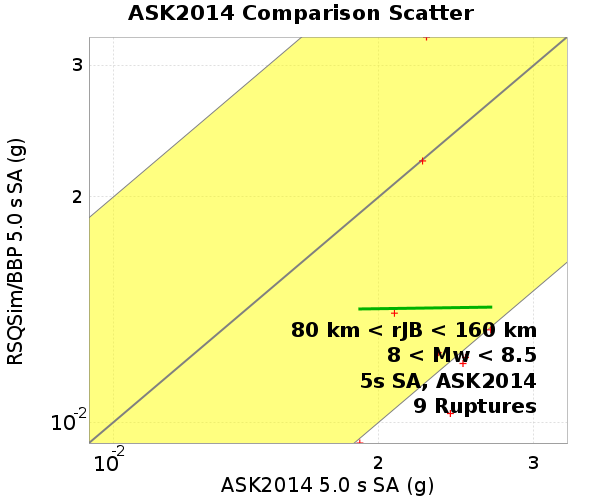 ASK2014 Comparison Scatter
RSQSim/BBP 5.0 s SA (g)
3
2
10-2
80 km < rJB < 160 km
8 < Mw < 8.5
5s SA, ASK2014
9 Ruptures
10-2
2
3
ASK2014 5.0 s SA (g)